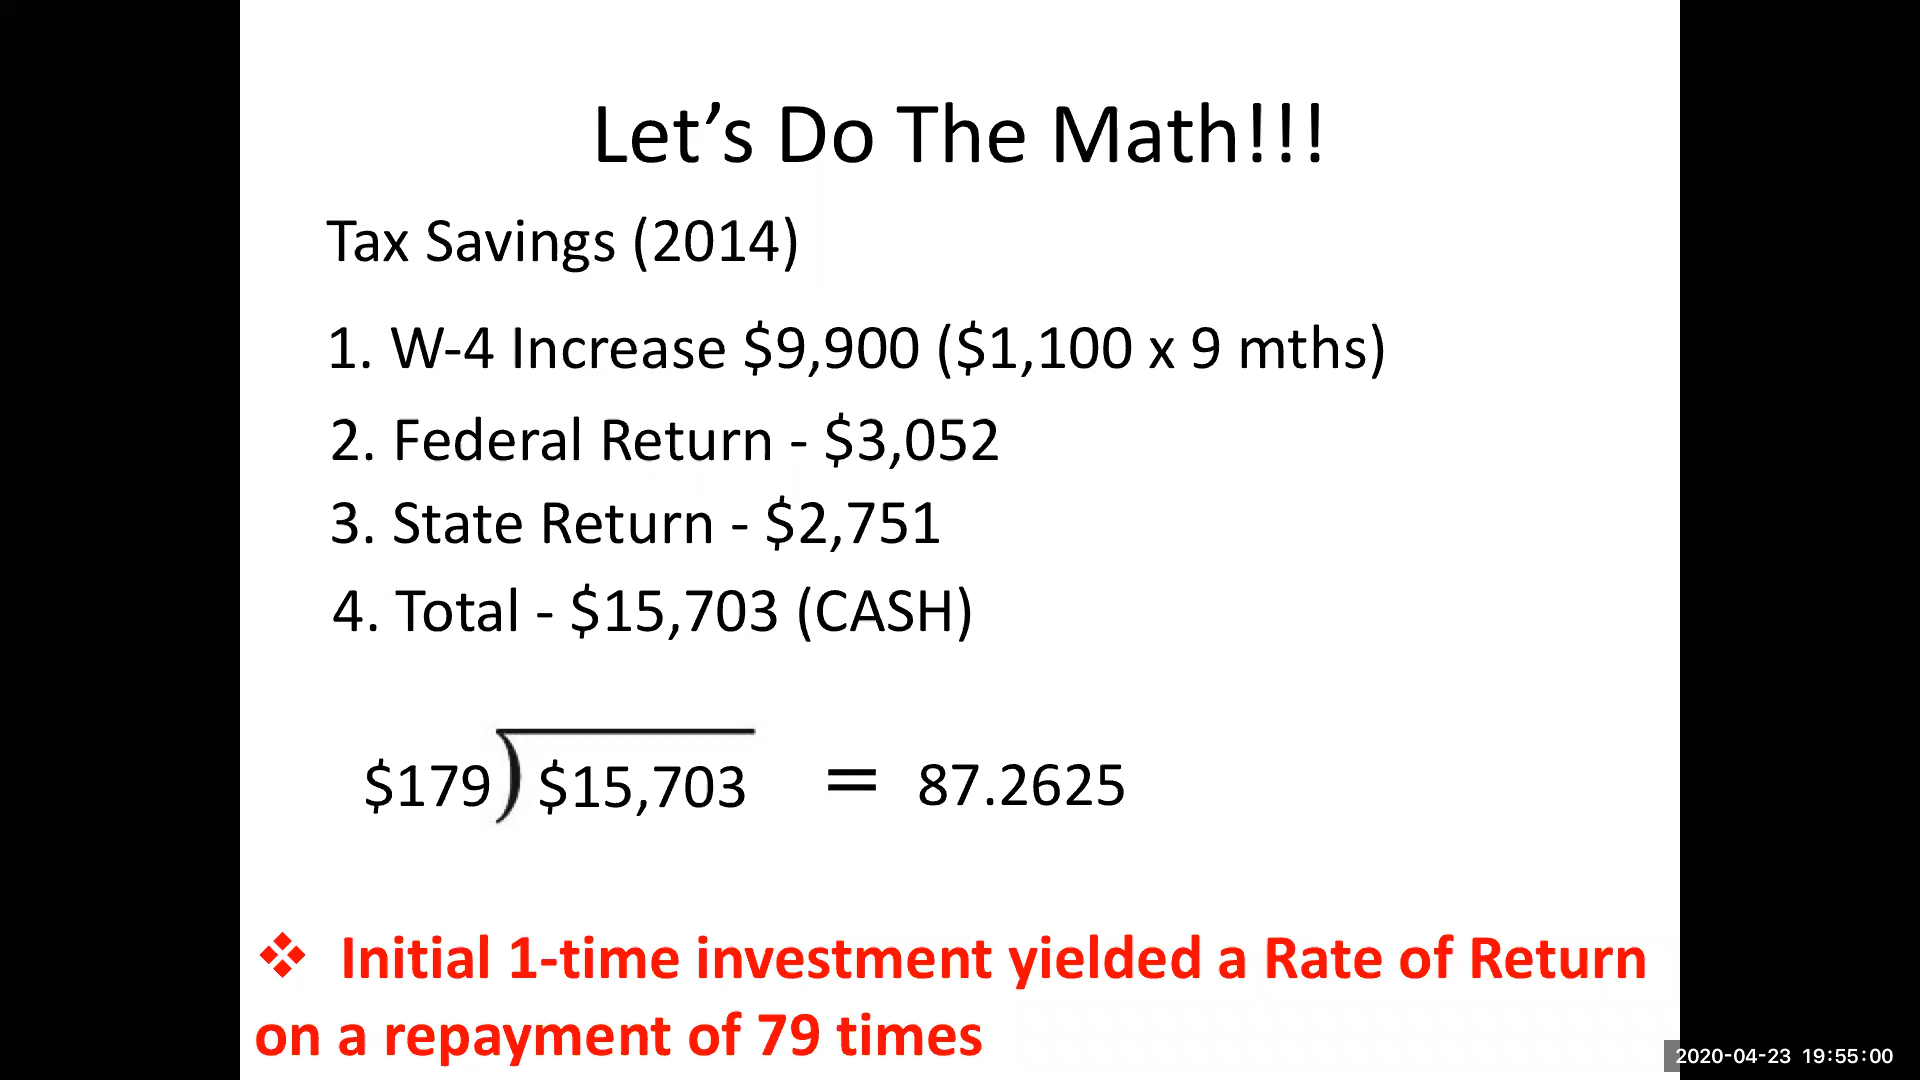 Let’s Do The Math!!!
Tax Savings (2014)
1. W-4 Increase $9,900 ($1,100 x 9 mths)
2. Federal Return - $3,052
3. State Return - $2,751
4. Total - $15,703 (CASH)
$179 ) $15,703 = 87.2625
❖ Initial 1-time investment yielded a Rate of Return
on a repayment of 79 times
2020-04-23 19:55:00